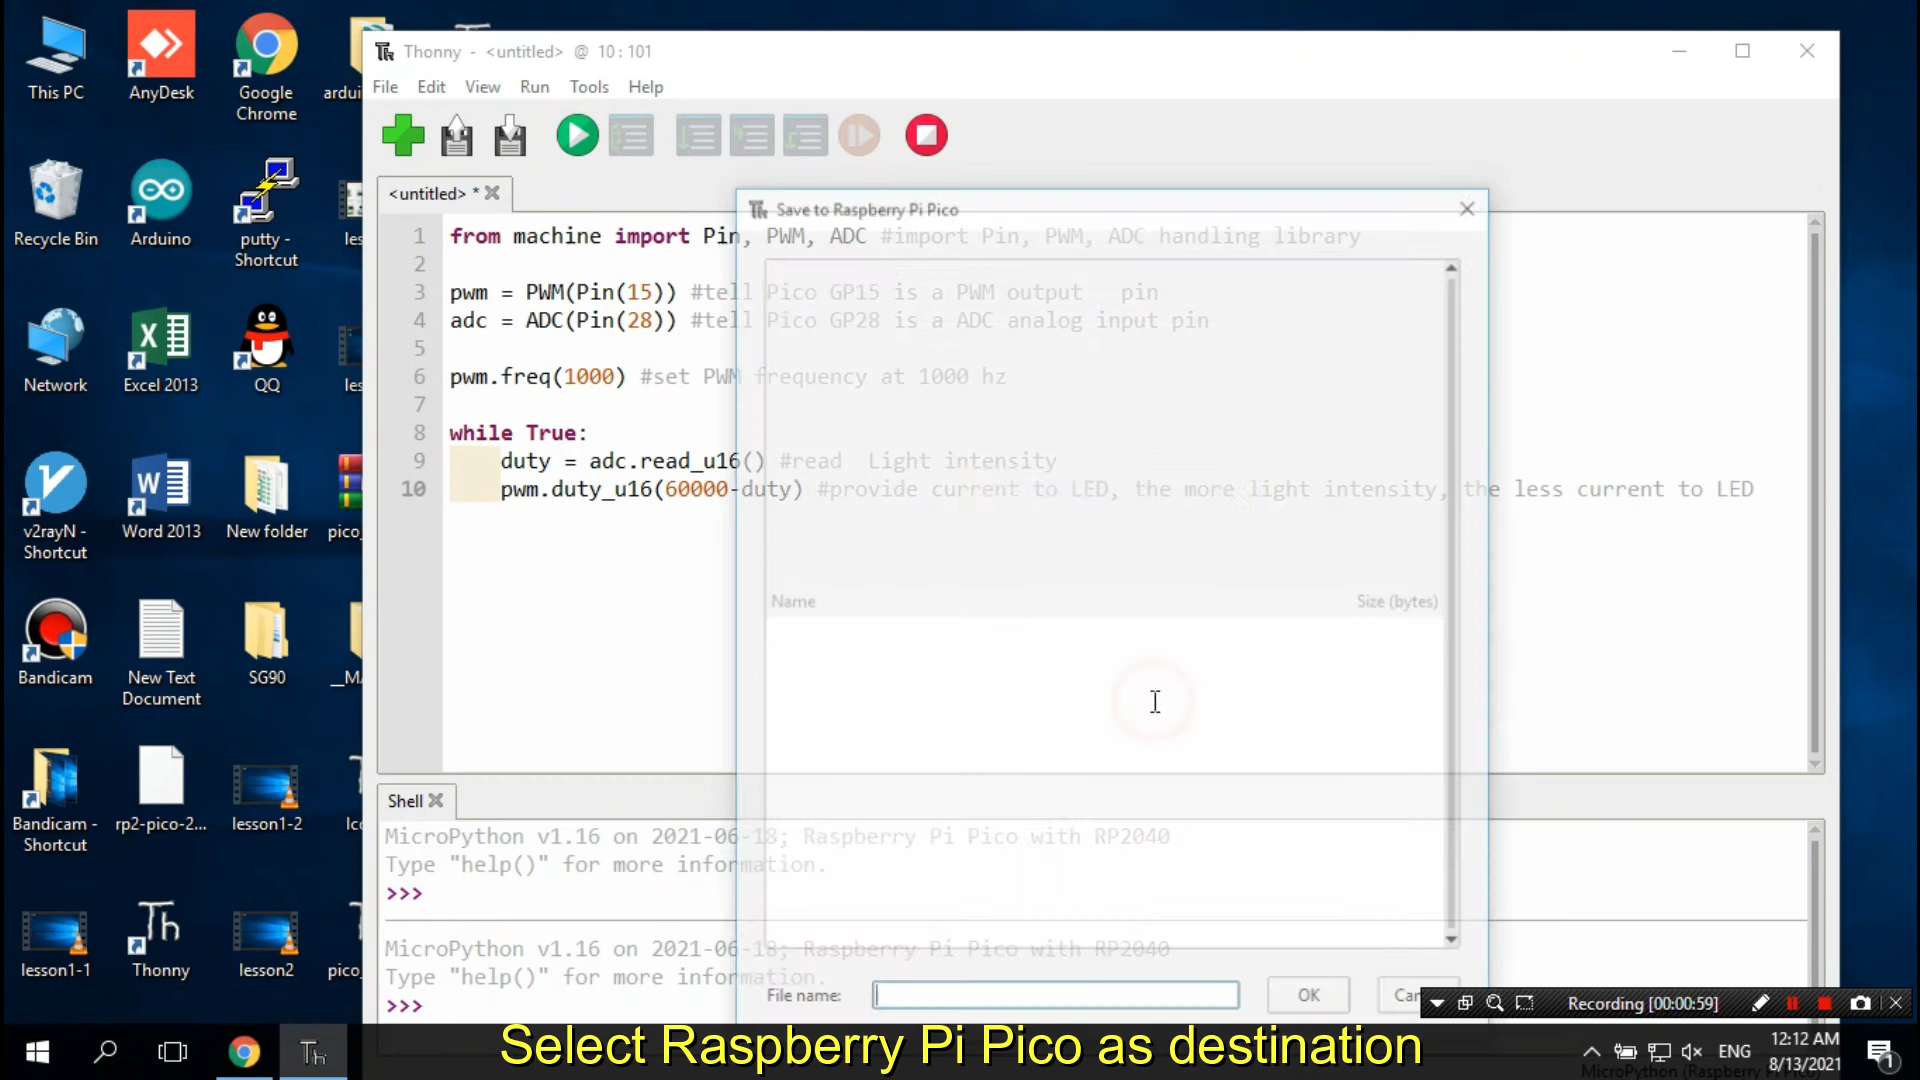 This PC
AnyDesk
Google Chrome
Recycle Bin
Arduino
putty - Shortcut
Network
Excel 2013
QQ
v2rayN - Shortcut
Word 2013
New folder
Bandicam
New Text Document
SG90
Bandicam - Shortcut
rp2-pico-2...
lesson1-2
lesson1-1
Thonny
lesson2
Thonny - <untitled> @ 10 : 101
File Edit View Run Tools Help
<untitled> *
1 from machine import Pin, PWM, ADC #import Pin, PWM, ADC handling library
2
3 pwm = PWM(Pin(15)) #tell Pico GP15 is a PWM output pin
4 adc = ADC(Pin(28)) #tell Pico GP28 is a ADC analog input pin
5
6 pwm.freq(1000) #set PWM frequency at 1000 hz
7
8 while True:
9 duty = adc.read_u16() #read Light intensity
10 pwm.duty_u16(60000-duty) #provide current to LED, the more light intensity, the less current to LED
Save to Raspberry Pi Pico
Name Size (bytes)
File name: OK
Shell
MicroPython v1.16 on 2021-06-18; Raspberry Pi Pico with RP2040
Type "help()" for more information.
>>>
MicroPython v1.16 on 2021-06-18; Raspberry Pi Pico with RP2040
Type "help()" for more information.
>>>
Recording [00:00:59]
Select Raspberry Pi Pico as destination
ENG
12:12 AM
8/13/2021
1